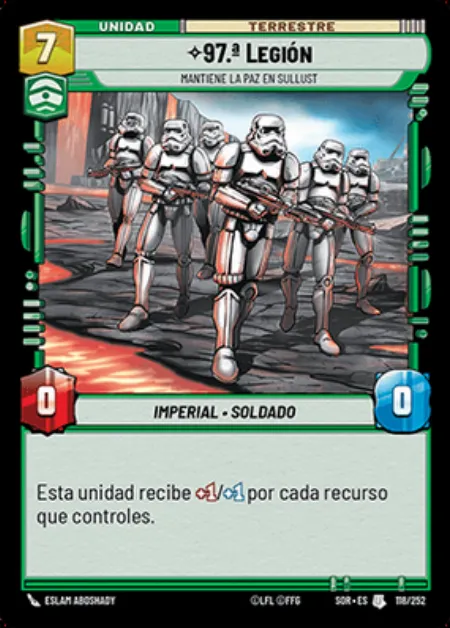 UNIDAD
TERRESTRE
7
✧97.ª LEGIÓN
MANTIENE LA PAZ EN SULLUST
0
IMPERIAL • SOLDADO
0
Esta unidad recibe +1/+1 por cada recurso
que controles.
ESLAM ABOSHADY
©LFL ©FFG
SOR • ES
118/252